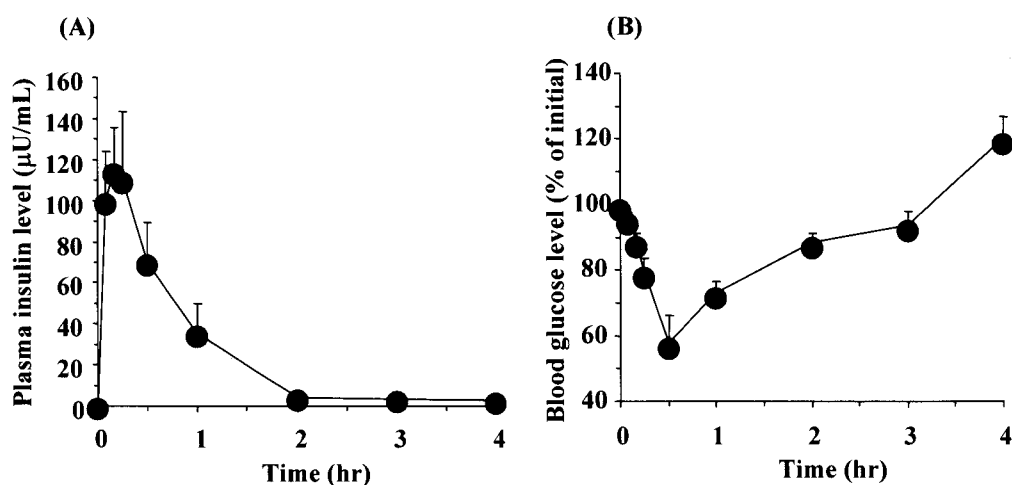 (A)
Plasma insulin level (μU/mL)
160
140
120
100
80
60
40
20
0
0 1 2 3 4
Time (hr)
(B)
Blood glucose level (% of initial)
140
120
100
80
60
40
0 1 2 3 4
Time (hr)